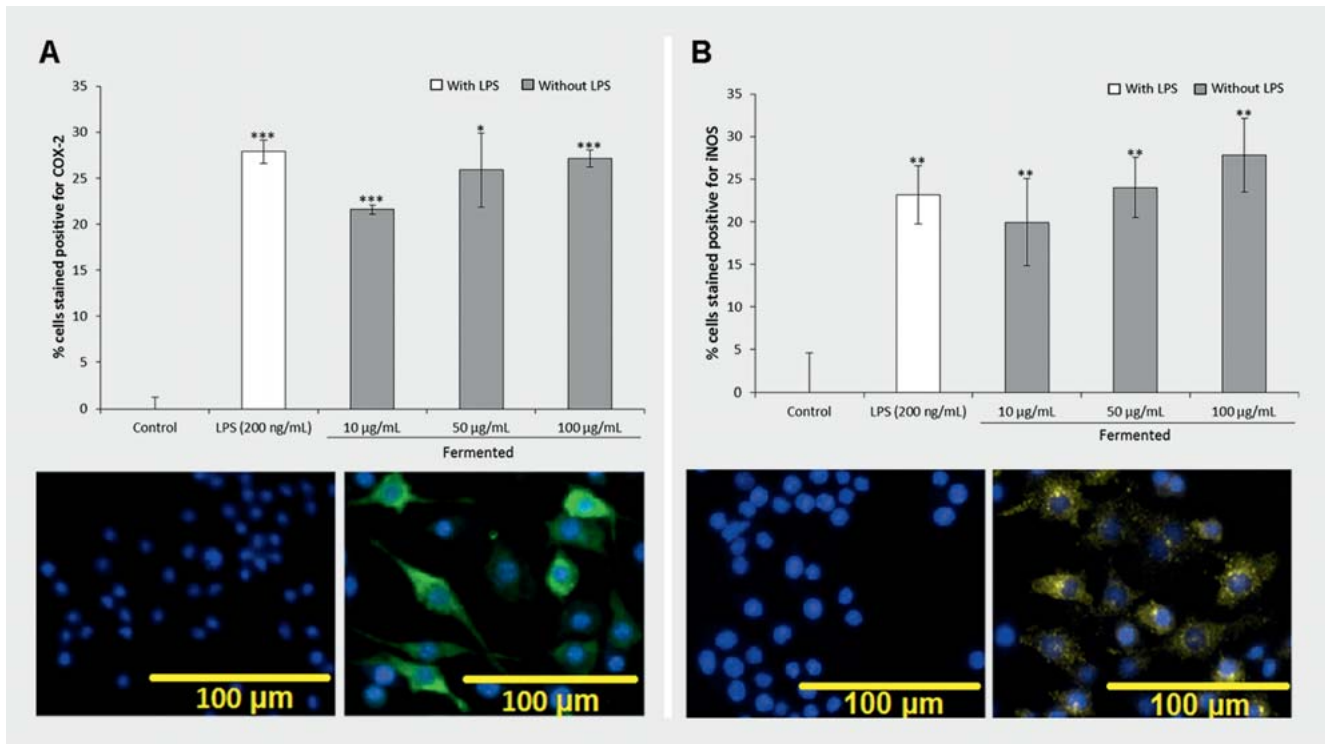 A
With LPS Without LPS
% cells stained positive for COX-2
35
30
25
20
15
10
5
0
***
***
*
***
Control LPS (200 ng/mL) 10 µg/mL 50 µg/mL 100 µg/mL
Fermented
100 µm
100 µm
B
With LPS Without LPS
% cells stained positive for iNOS
35
30
25
20
15
10
5
0
**
**
**
**
Control LPS (200 ng/mL) 10 µg/mL 50 µg/mL 100 µg/mL
Fermented
100 µm
100 µm